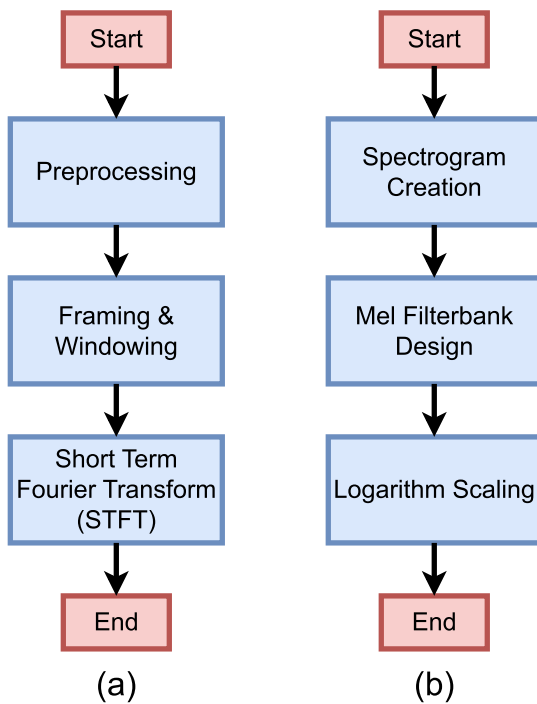 Start
Preprocessing
Framing &
Windowing
Short Term
Fourier Transform
(STFT)
End
(a)
Start
Spectrogram
Creation
Mel Filterbank
Design
Logarithm Scaling
End
(b)